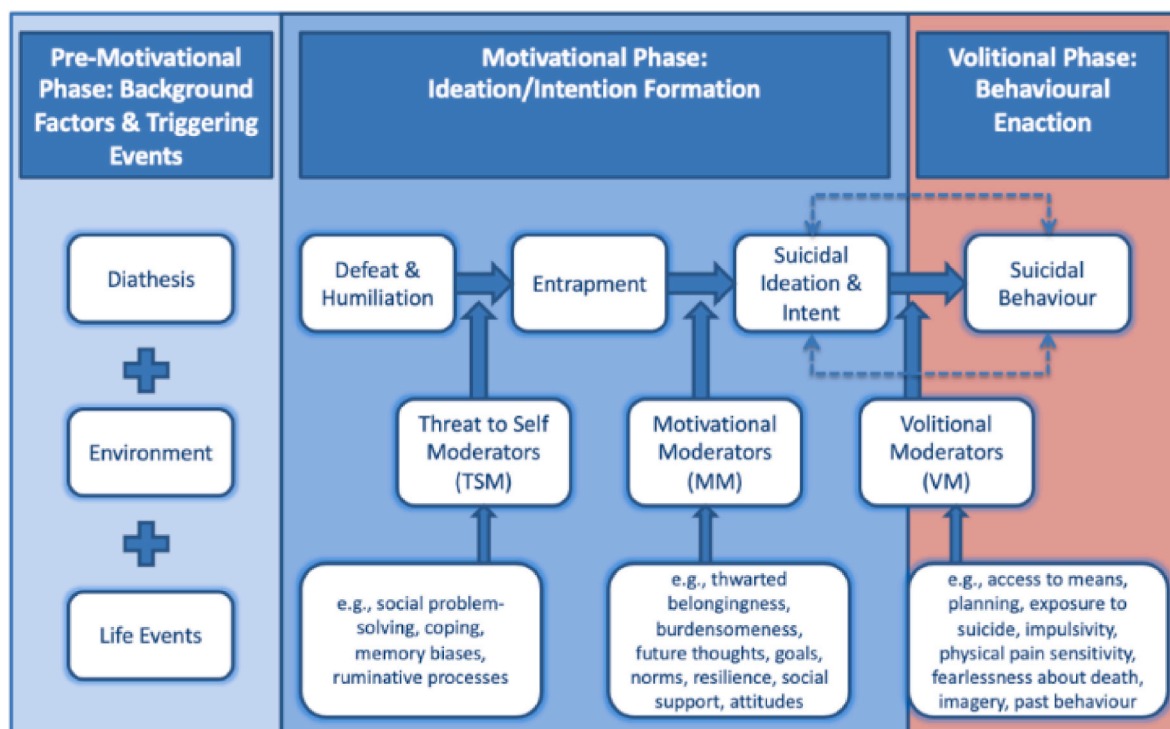 Pre-Motivational
Phase: Background
Factors & Triggering
Events
Motivational Phase:
Ideation/Intention Formation
Volitional Phase:
Behavioural
Enaction
Diathesis
Environment
Life Events
Defeat &
Humiliation
Entrapment
Suicidal
Ideation &
Intent
Suicidal
Behaviour
Threat to Self
Moderators
(TSM)
Motivational
Moderators
(MM)
Volitional
Moderators
(VM)
e.g., social problem-
solving, coping,
memory biases,
ruminative processes
e.g., thwarted
belongingness,
burdensomeness,
future thoughts, goals,
norms, resilience, social
support, attitudes
e.g., access to means,
planning, exposure to
suicide, impulsivity,
physical pain sensitivity,
fearlessness about death,
imagery, past behaviour